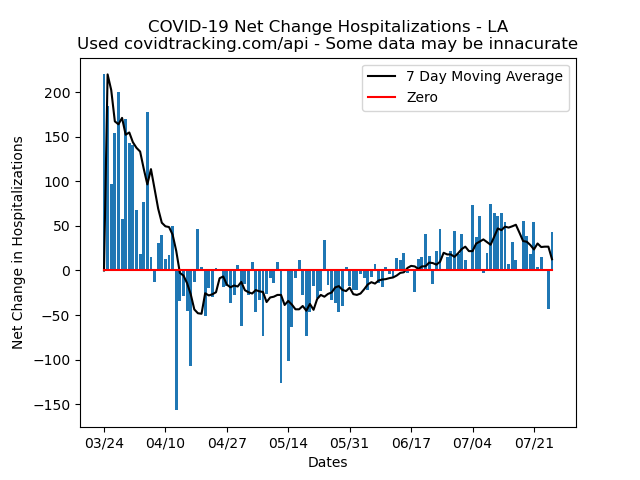 COVID-19 Net Change Hospitalizations - LA
Used covidtracking.com/api - Some data may be innacurate
7 Day Moving Average
Zero
Net Change in Hospitalizations
200
150
100
50
0
−50
−100
−150
03/24 04/10 04/27 05/14 05/31 06/17 07/04 07/21
Dates